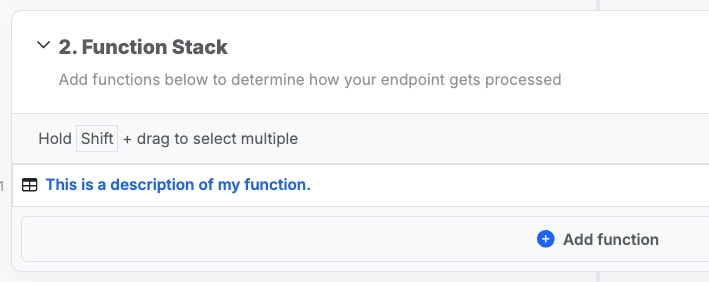 2. Function Stack
Add functions below to determine how your endpoint gets processed
Hold Shift + drag to select multiple
1 This is a description of my function.
Add function